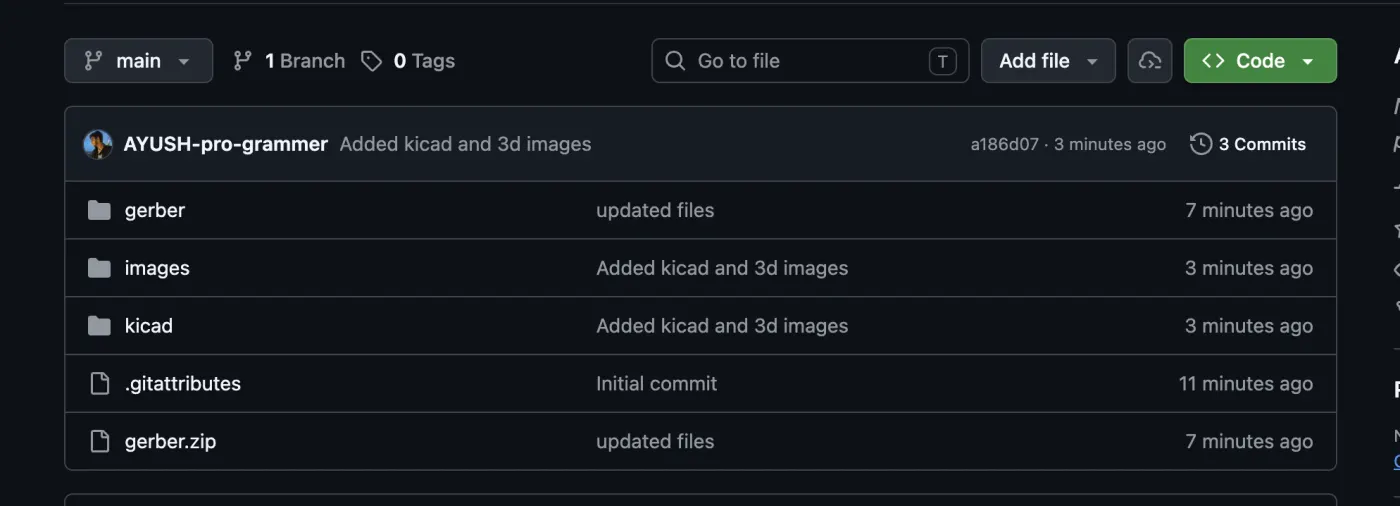 main 1 Branch 0 Tags Go to file T Add file Code
AYUSH-pro-grammer Added kicad and 3d images a186d07 · 3 minutes ago 3 Commits
gerber updated files 7 minutes ago
images Added kicad and 3d images 3 minutes ago
kicad Added kicad and 3d images 3 minutes ago
.gitattributes Initial commit 11 minutes ago
gerber.zip updated files 7 minutes ago